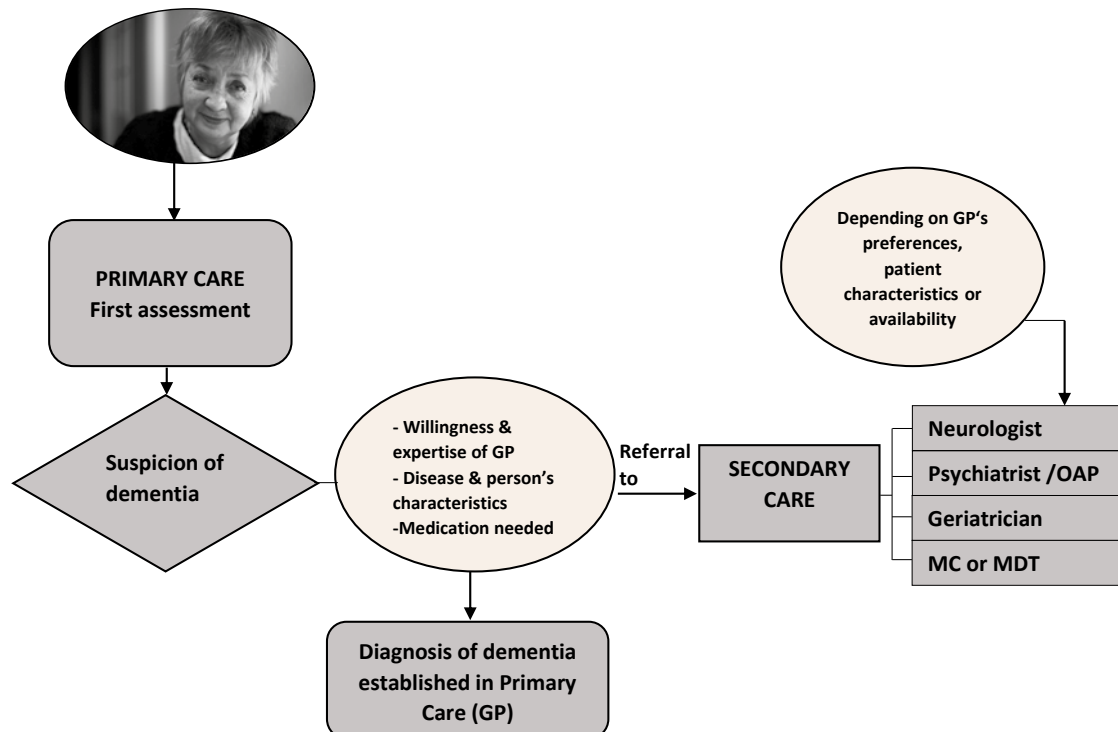 PRIMARY CARE
First assessment
Suspicion of
dementia
- Willingness &
expertise of GP
- Disease & person's
characteristics
-Medication needed
Diagnosis of dementia
established in Primary
Care (GP)
Referral
to
SECONDARY
CARE
Depending on GP‘s
preferences,
patient
characteristics or
availability
Neurologist
Psychiatrist /OAP
Geriatrician
MC or MDT